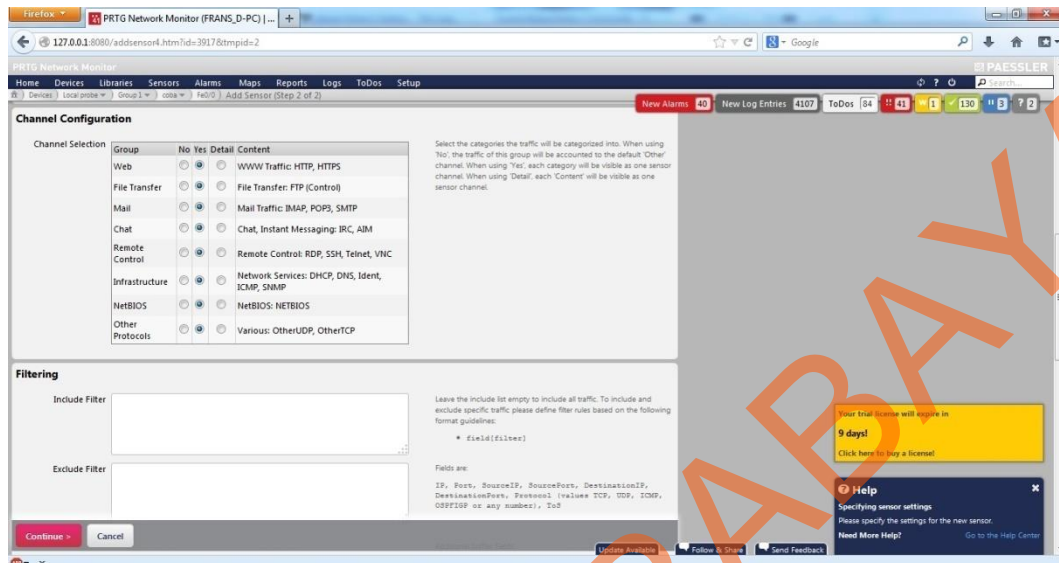 Firefox
PRTG Network Monitor (FRANS_D-PC) | ...
127.0.0.1:8080/addsensor4.htm?id=3917&tmpid=2
Google
PRTG Network Monitor
PAESSLER
Home Devices Libraries Sensors Alarms Maps Reports Logs ToDos Setup
Search...
Devices Local probe Group 1 coba Fe0/0 Add Sensor (Step 2 of 2)
New Alarms 40 New Log Entries 4107 ToDos 84 !! 41 1 130 3 ? 2
Channel Configuration
Channel Selection
Group No Yes Detail Content
Web WWW Traffic: HTTP, HTTPS
File Transfer File Transfer: FTP (Control)
Mail Mail Traffic: IMAP, POP3, SMTP
Chat Chat, Instant Messaging: IRC, AIM
Remote Control Remote Control: RDP, SSH, Telnet, VNC
Infrastructure Network Services: DHCP, DNS, Ident, ICMP, SNMP
NetBIOS NetBIOS: NETBIOS
Other Protocols Various: OtherUDP, OtherTCP
Select the categories the traffic will be categorized into. When using
'No', the traffic of this group will be accounted to the default 'Other'
channel. When using 'Yes', each category will be visible as one sensor
channel. When using 'Detail', each 'Content' will be visible as one
sensor channel.
Filtering
Include Filter
Leave the include list empty to include all traffic. To include and
exclude specific traffic please define filter rules based on the following
format guidelines:
field[filter]
Exclude Filter
Fields are:
IP, Port, SourceIP, SourcePort, DestinationIP,
DestinationPort, Protocol (values TCP, UDP, ICMP,
OSPFIGP or any number), ToS
Your trial license will expire in
9 days!
Click here to buy a license!
Help
Specifying sensor settings
Please specify the settings for the new sensor.
Need More Help? Go to the Help Center
Continue > Cancel
Update Available Follow & Share Send Feedback
ABAY